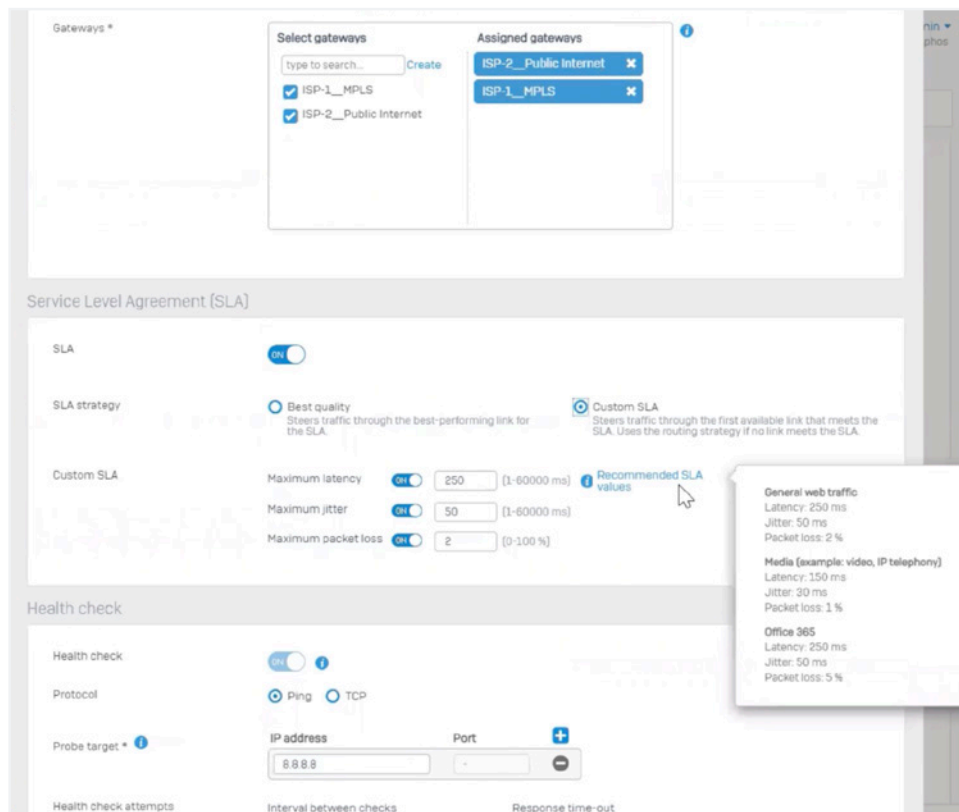 Gateways *
Select gateways
Assigned gateways
type to search...
Create
ISP-1__MPLS
ISP-2__Public Internet
ISP-2__Public Internet
ISP-1__MPLS
nin
phos
Service Level Agreement (SLA)
SLA
ON
SLA strategy
Best quality
Steers traffic through the best-performing link for
the SLA.
Custom SLA
Steers traffic through the first available link that meets the
SLA. Uses the routing strategy if no link meets the SLA.
Custom SLA
Maximum latency ON 250 (1-60000 ms)
Recommended SLA
values
Maximum jitter ON 50 (1-60000 ms)
Maximum packet loss ON 2 (0-100 %)
General web traffic
Latency: 250 ms
Jitter: 50 ms
Packet loss: 2 %
Media (example: video, IP telephony)
Latency: 150 ms
Jitter: 30 ms
Packet loss: 1 %
Office 365
Latency: 250 ms
Jitter: 50 ms
Packet loss: 5 %
Health check
Health check
ON
Protocol
Ping TCP
Probe target *
IP address Port
8.8.8.8 -
Health check attempts
Interval between checks
Response time-out